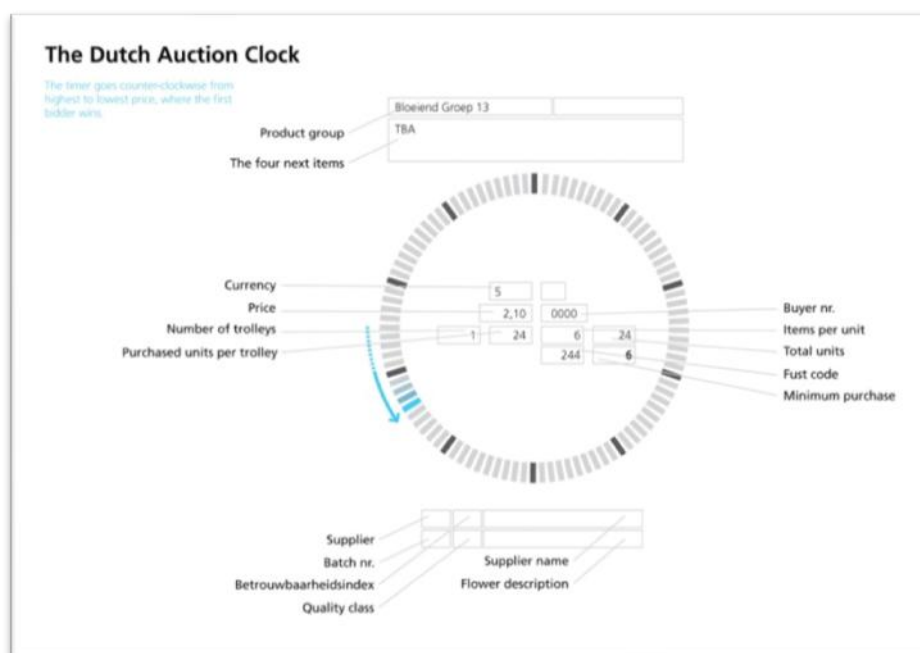 The Dutch Auction Clock
The timer goes counter-clockwise from
highest to lowest price, where the first
bidder wins.
Bloeiend Groep 13
Product group
TBA
The four next items
Currency
5
Price
2,10
0000
Buyer nr.
Number of trolleys
1
24
6
24
Items per unit
Purchased units per trolley
Total units
244
6
Fust code
Minimum purchase
Supplier
Batch nr.
Supplier name
Betrouwbaarheidsindex
Flower description
Quality class